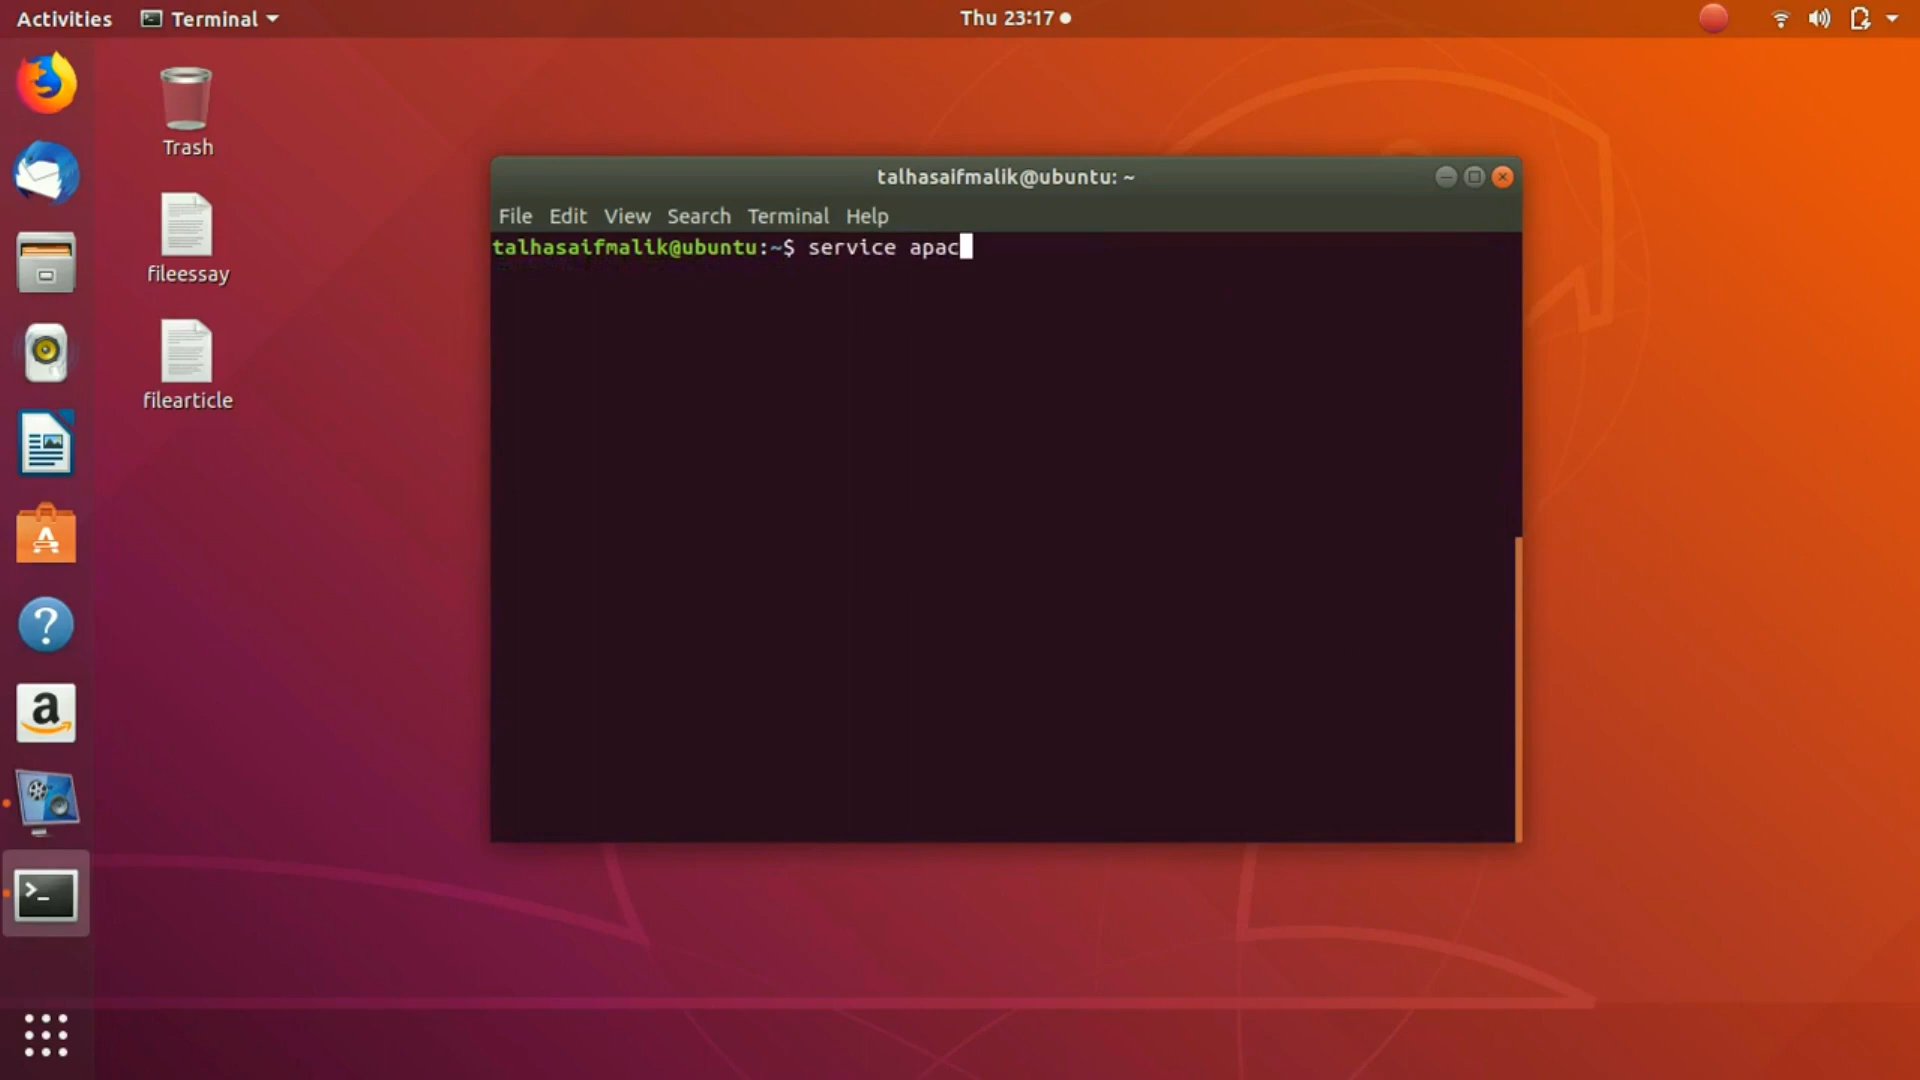 Activities Terminal Thu 23:17
Trash
fileessay
filearticle
talhasaifmalik@ubuntu: ~
File Edit View Search Terminal Help
talhasaifmalik@ubuntu:~$ service apac